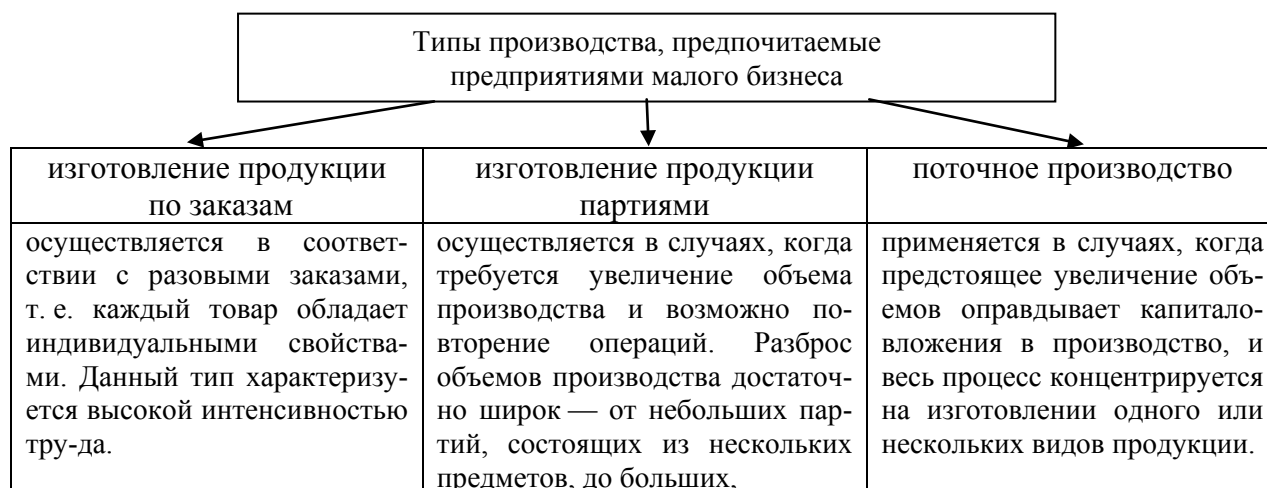 Типы производства, предпочитаемые
предприятиями малого бизнеса
изготовление продукции
по заказам
осуществляется в соответ-
ствии с разовыми заказами,
т. е. каждый товар обладает
индивидуальными свойства-
ми. Данный тип характеризу-
ется высокой интенсивностью
тру-да.
изготовление продукции
партиями
осуществляется в случаях, когда
требуется увеличение объема
производства и возможно по-
вторение операций. Разброс
объемов производства достаточ-
но широк — от небольших пар-
тий, состоящих из нескольких
предметов, до больших,
поточное производство
применяется в случаях, когда
предстоящее увеличение объ-
емов оправдывает капитало-
вложения в производство, и
весь процесс концентрируется
на изготовлении одного или
нескольких видов продукции.